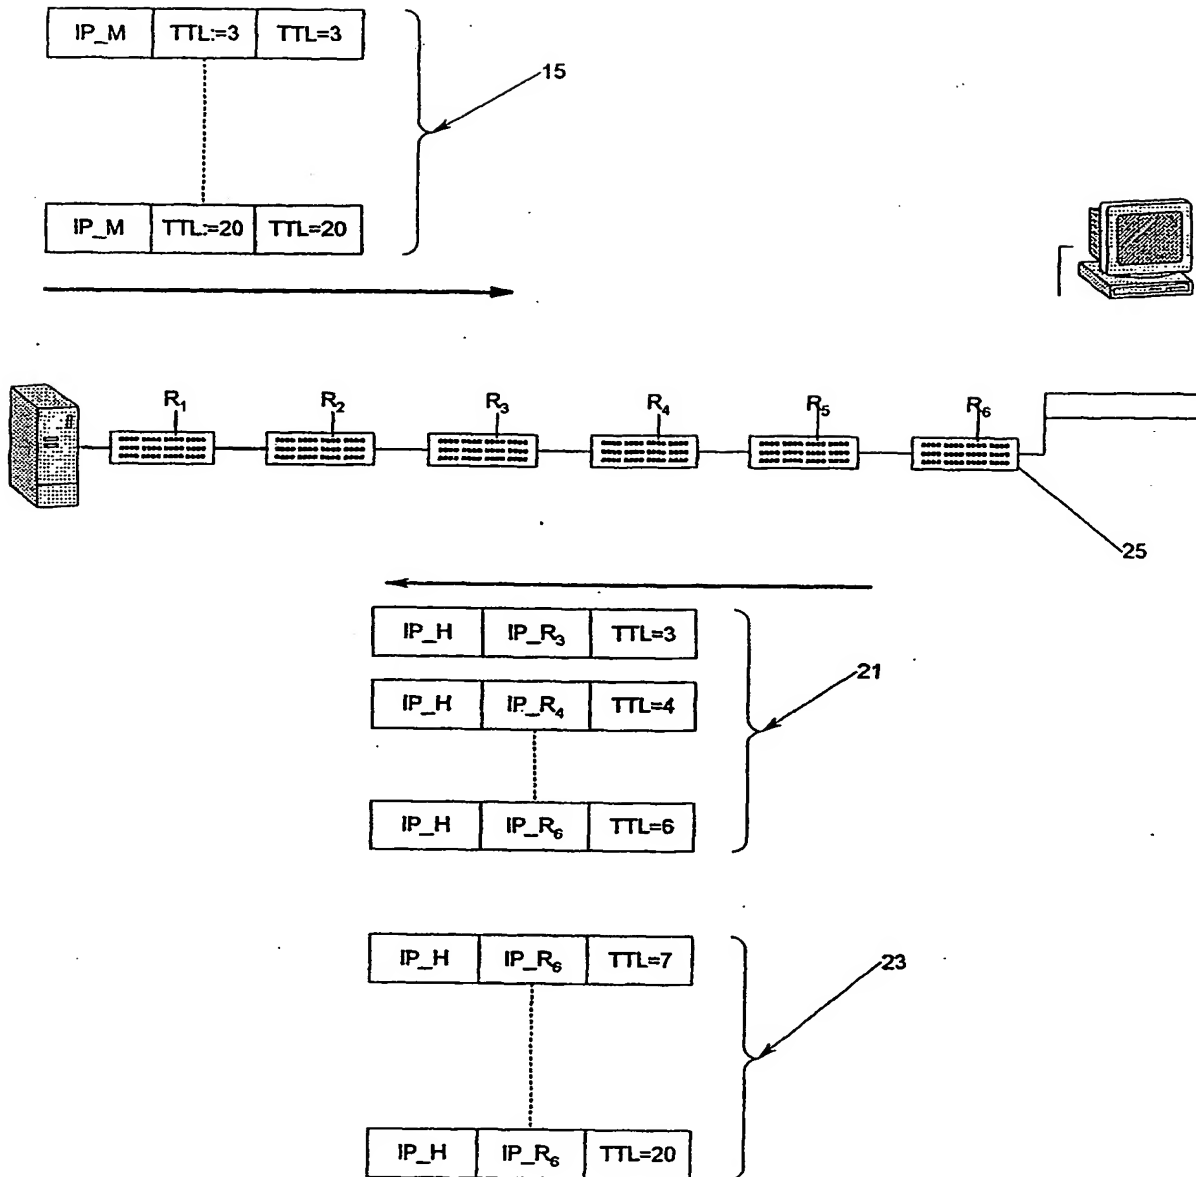 IP_M TTL:=3 TTL=3
15
IP_M TTL:=20 TTL=20
R₁ R₂ R₃ R₄ R₅ R₆
25
IP_H IP_R₃ TTL=3
21
IP_H IP_R₄ TTL=4
IP_H IP_R₆ TTL=6
IP_H IP_R₆ TTL=7
23
IP_H IP_R₆ TTL=20